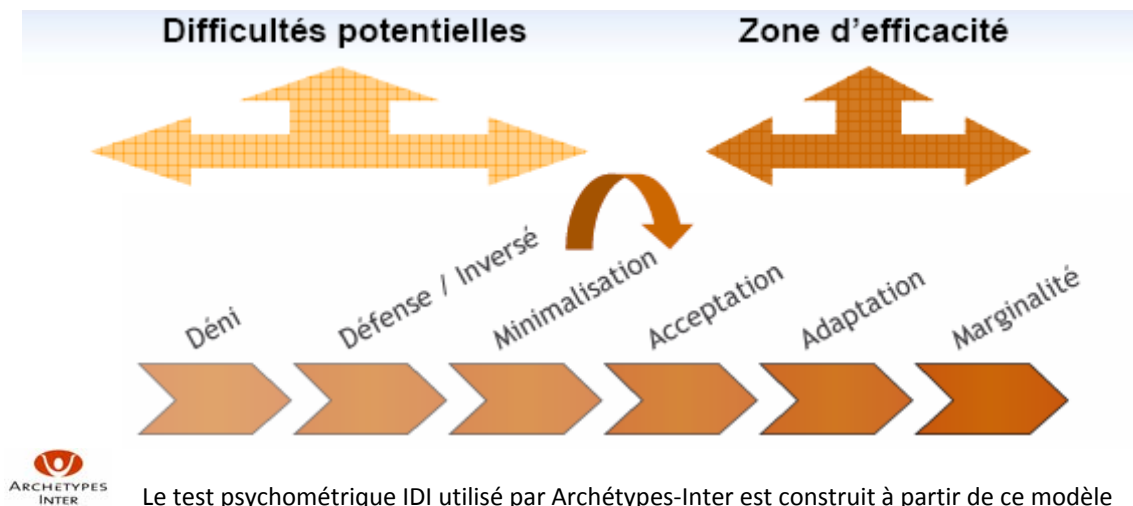 Difficultés potentielles
Zone d'efficacité
Déni
Défense / Inversé
Minimalisation
Acceptation
Adaptation
Marginalité
ARCHETYPES
INTER
Le test psychométrique IDI utilisé par Archétypes-Inter est construit à partir de ce modèle